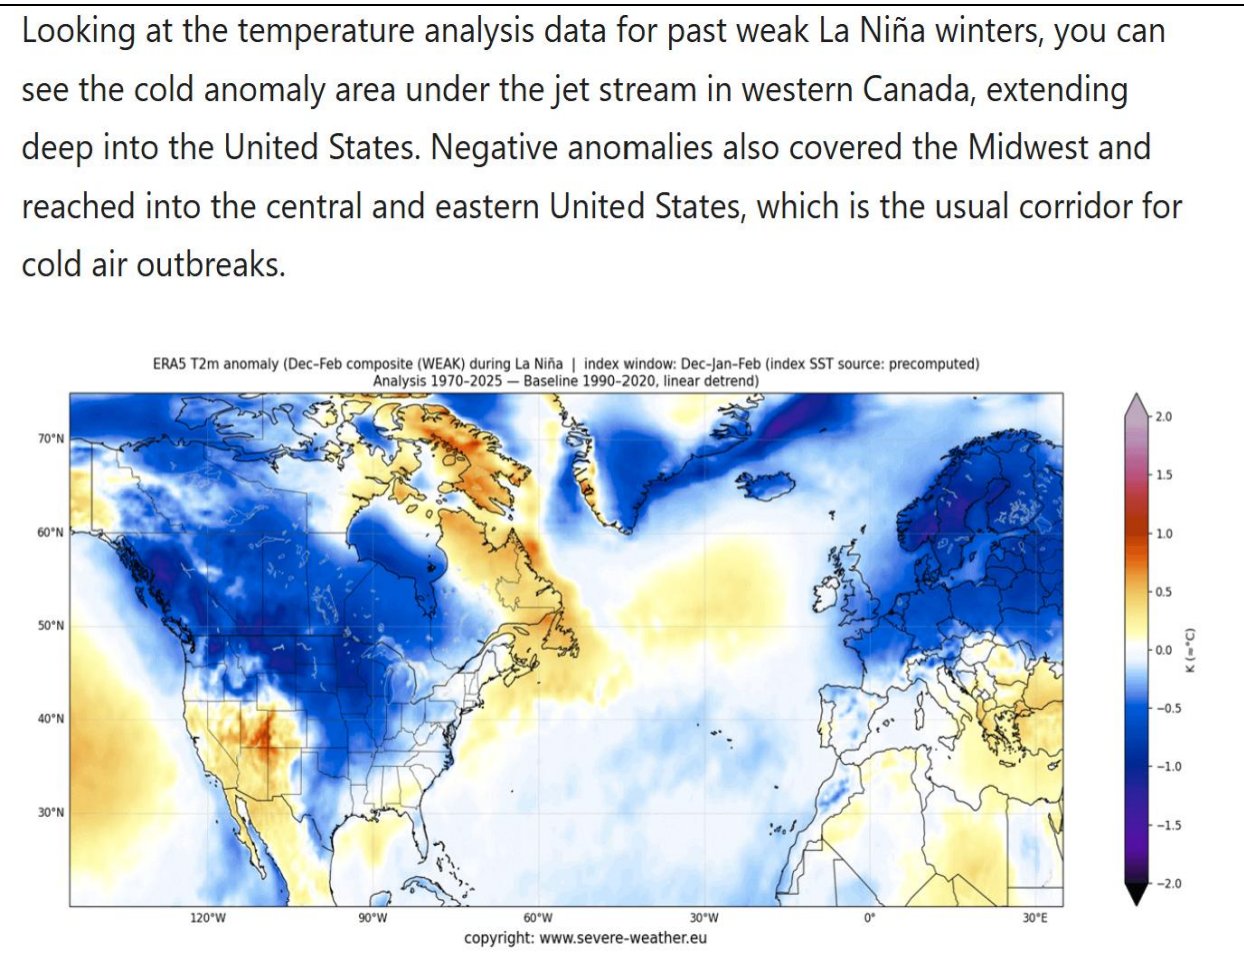 Looking at the temperature analysis data for past weak La Niña winters, you can
see the cold anomaly area under the jet stream in western Canada, extending
deep into the United States. Negative anomalies also covered the Midwest and
reached into the central and eastern United States, which is the usual corridor for
cold air outbreaks.
ERA5 T2m anomaly (Dec–Feb composite (WEAK) during La Niña | index window: Dec–Jan–Feb (index SST source: precomputed)
Analysis 1970–2025 — Baseline 1990–2020, linear detrend)
70°N
60°N
50°N
40°N
30°N
120°W
90°W
60°W
30°W
0°
30°E
2.0
1.5
1.0
0.5
0.0
−0.5
−1.0
−1.5
−2.0
K (≈°C)
copyright: www.severe-weather.eu